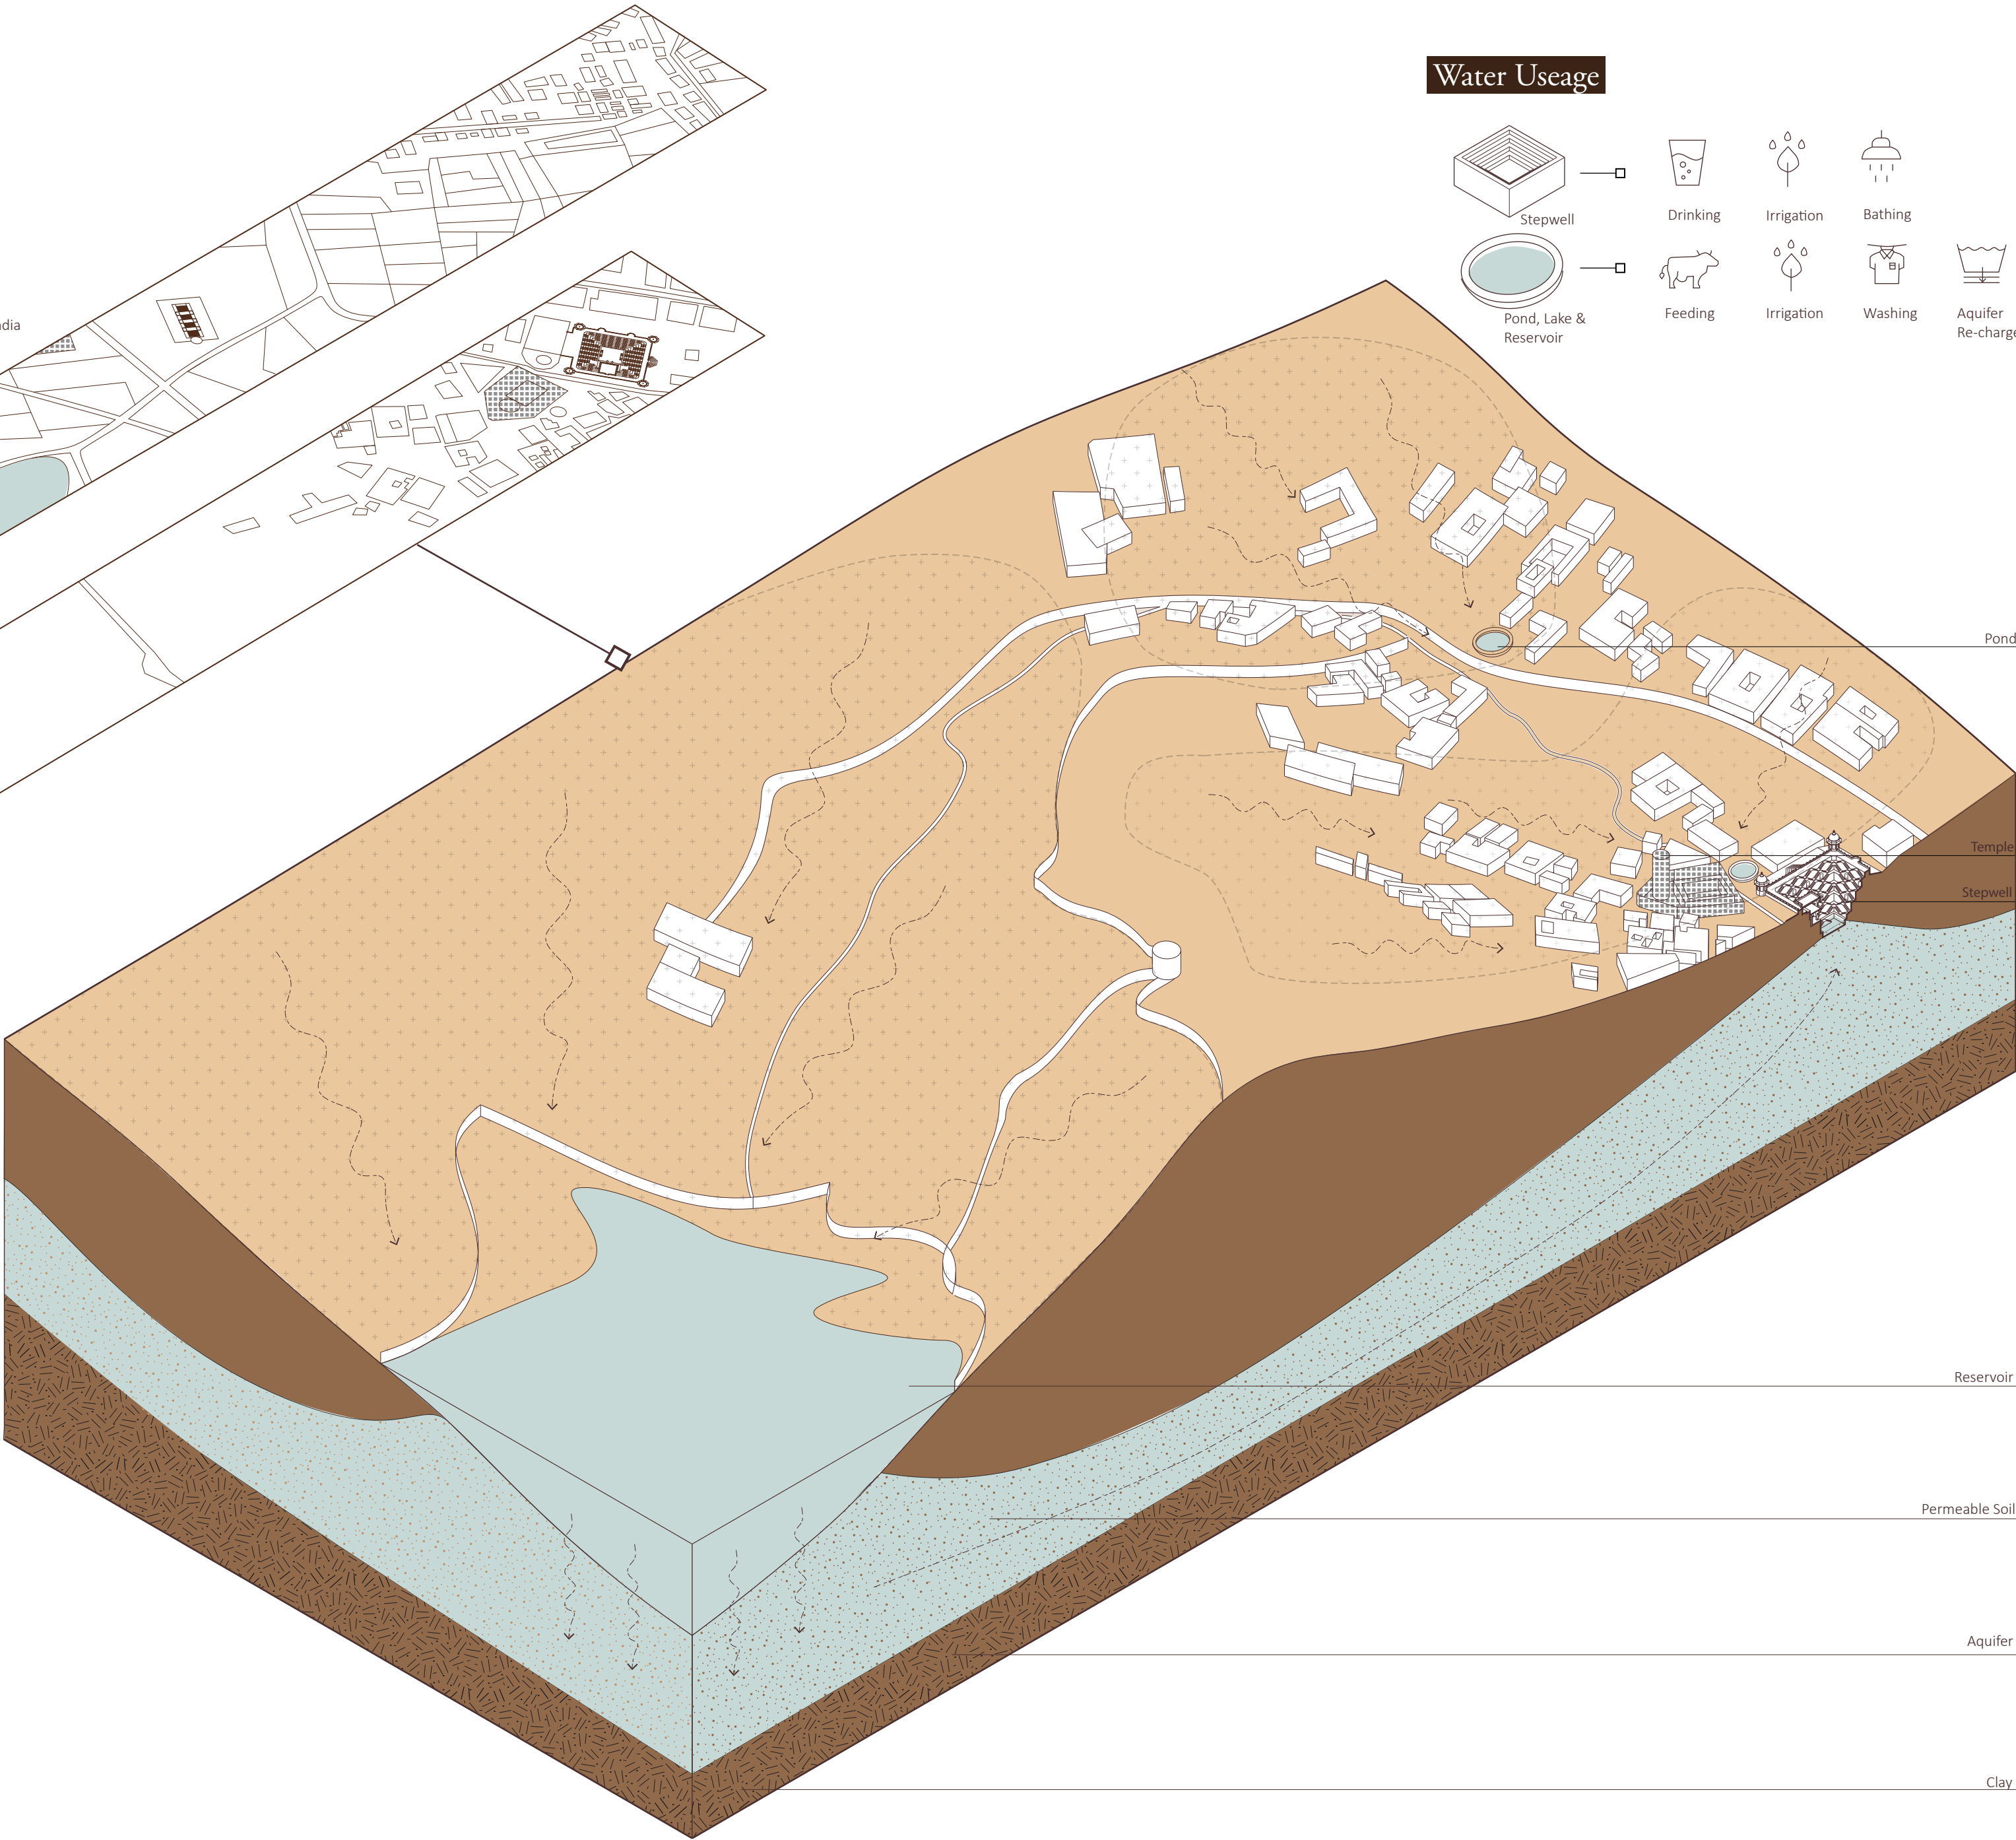 Water Useage
Stepwell
Drinking
Irrigation
Bathing
Pond, Lake &
Reservoir
Feeding
Irrigation
Washing
Aquifer
Re-charge
dia
Pond
Temple
Stepwell
Reservoir
Permeable Soil
Aquifer
Clay